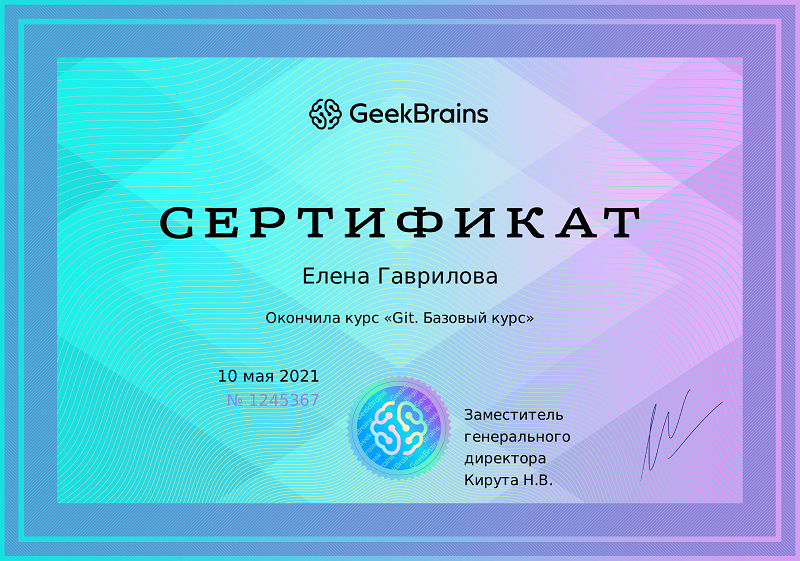 GeekBrains
СЕРТИФИКАТ
Елена Гаврилова
Окончила курс «Git. Базовый курс»
10 мая 2021
№ 1245367
Заместитель
генерального
директора
Кирута Н.В.